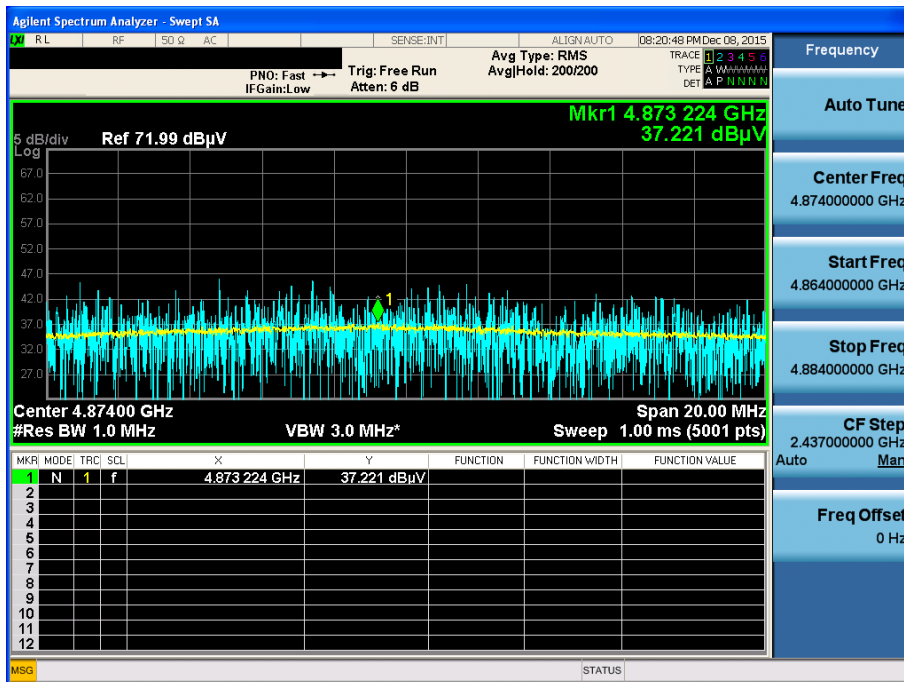 Agilent Spectrum Analyzer - Swept SA
LXI RL RF 50 Ω AC SENSE:INT ALIGN AUTO 08:20:48 PM Dec 08, 2015
Frequency
PNO: Fast Trig: Free Run Avg Type: RMS TRACE 1 2 3 4 5 6
IFGain:Low Atten: 6 dB Avg|Hold: 200/200 TYPE A WWWWW
DET A P N N N N
Auto Tune
Mkr1 4.873 224 GHz
5 dB/div Ref 71.99 dBµV 37.221 dBµV
Log
67.0
62.0
57.0
52.0
47.0
42.0
37.0
32.0
27.0
1
Center 4.87400 GHz Span 20.00 MHz
#Res BW 1.0 MHz VBW 3.0 MHz* Sweep 1.00 ms (5001 pts)
Center Freq
4.874000000 GHz
Start Freq
4.864000000 GHz
Stop Freq
4.884000000 GHz
CF Step
2.437000000 GHz
Auto Man
Freq Offset
0 Hz
MKR MODE TRC SCL X Y FUNCTION FUNCTION WIDTH FUNCTION VALUE
1 N 1 f 4.873 224 GHz 37.221 dBµV
2
3
4
5
6
7
8
9
10
11
12
MSG STATUS